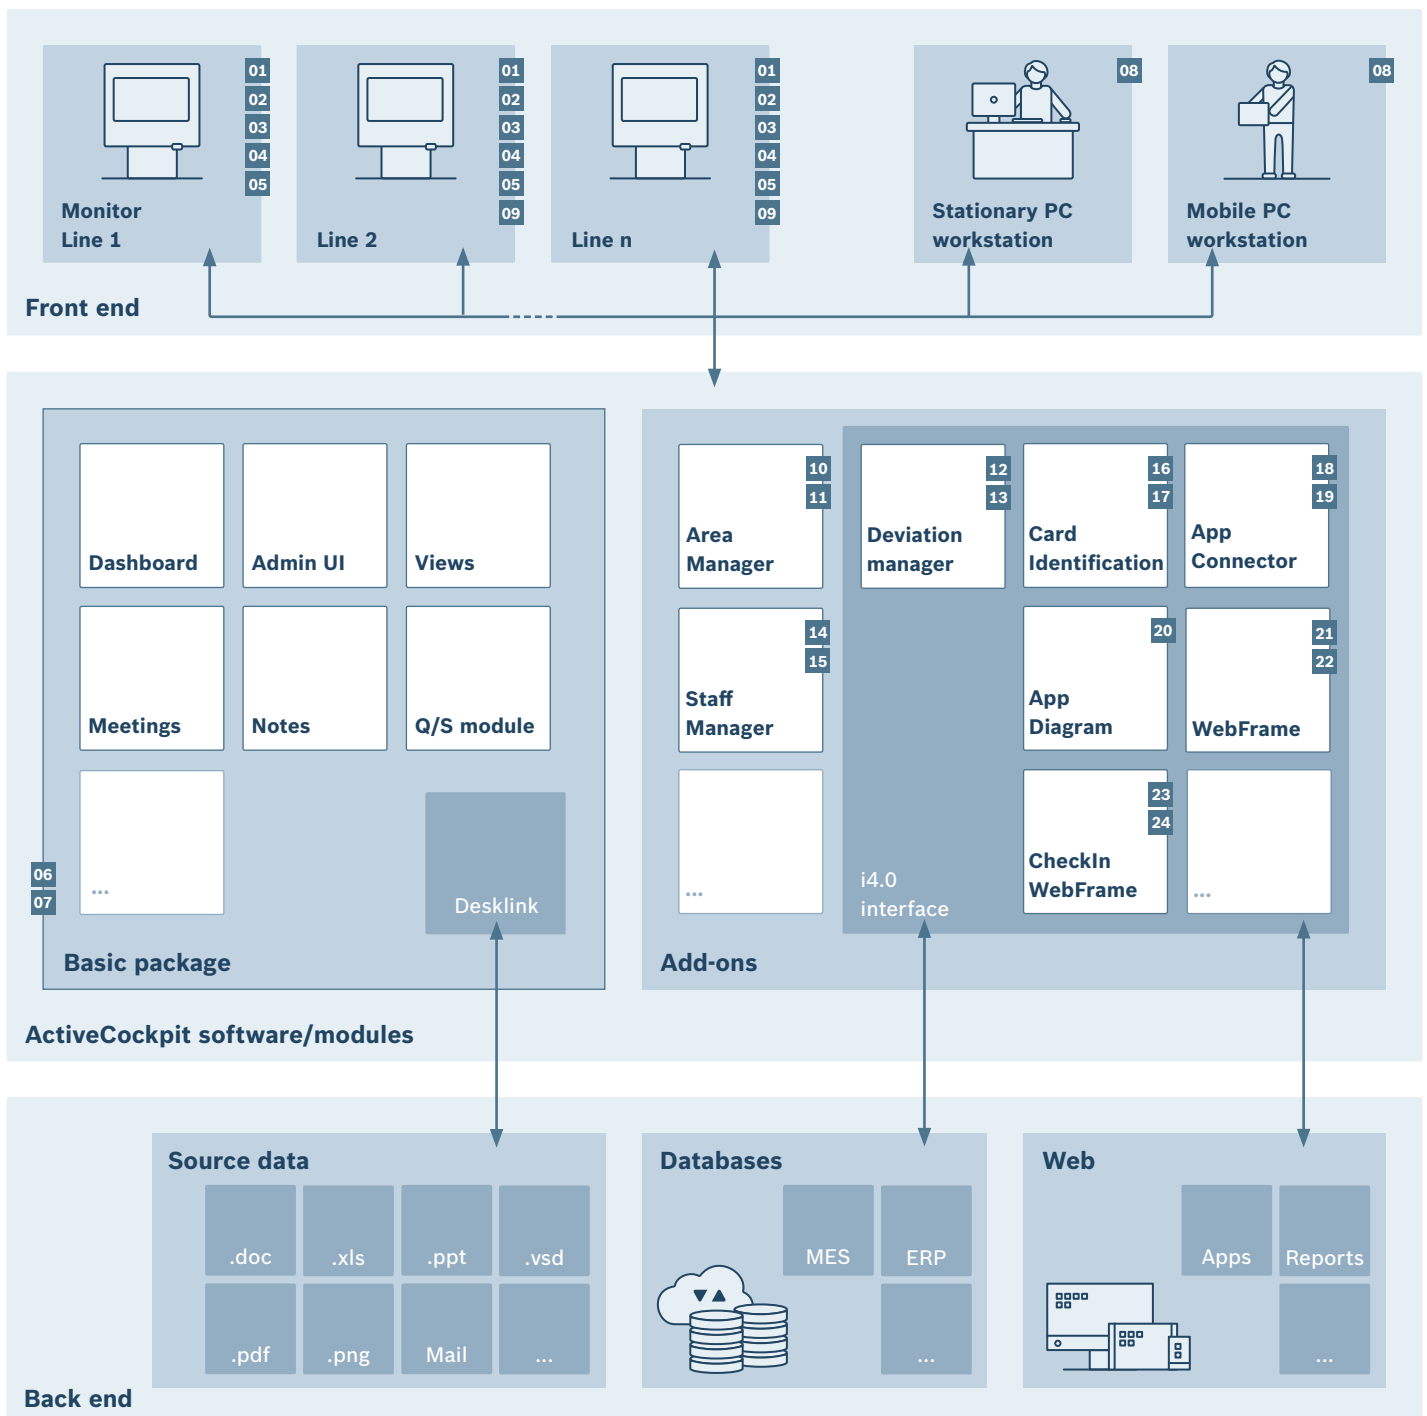 01
02
03
04
05
Monitor
Line 1
01
02
03
04
05
09
Line 2
01
02
03
04
05
09
Line n
08
Stationary PC
workstation
08
Mobile PC
workstation
Front end
Dashboard
Admin UI
Views
Meetings
Notes
Q/S module
...
06
07
Desklink
Basic package
10
11
Area
Manager
12
13
Deviation
manager
16
17
Card
Identification
18
19
App
Connector
14
15
Staff
Manager
20
App
Diagram
21
22
WebFrame
...
i4.0
interface
23
24
CheckIn
WebFrame
...
Add-ons
ActiveCockpit software/modules
Source data
.doc
.xls
.ppt
.vsd
.pdf
.png
Mail
...
Databases
MES
ERP
...
Web
Apps
Reports
...
Back end